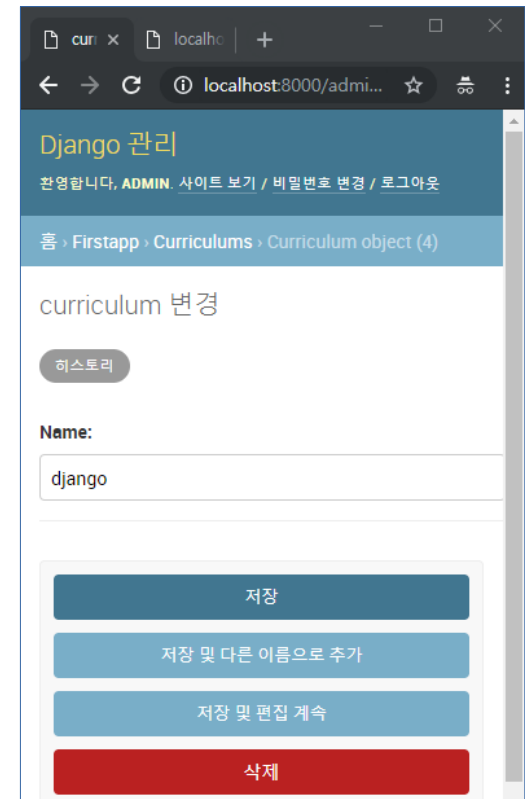 curr
localho
localhost:8000/admi...
Django 관리
환영합니다, ADMIN. 사이트 보기 / 비밀번호 변경 / 로그아웃
홈 › Firstapp › Curriculums › Curriculum object (4)
curriculum 변경
히스토리
Name:
django
저장
저장 및 다른 이름으로 추가
저장 및 편집 계속
삭제